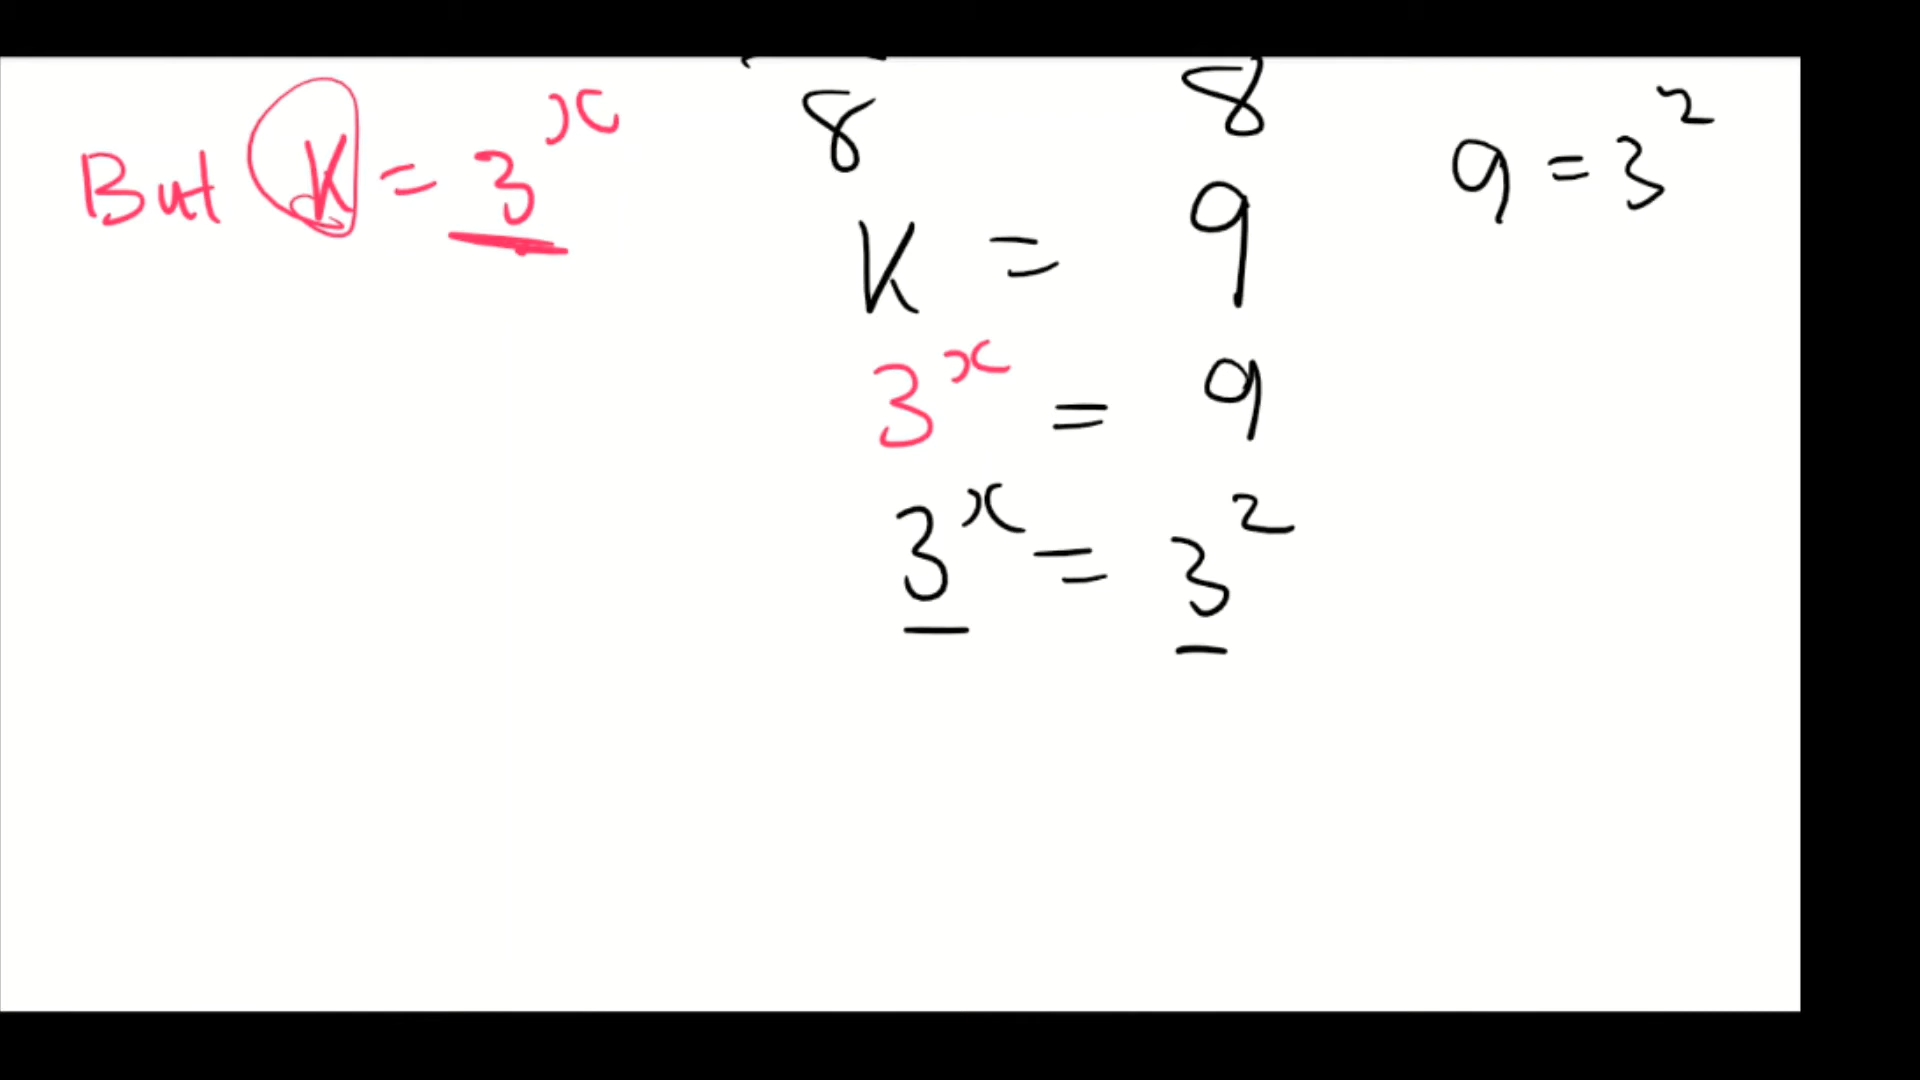 8 8
But K = 3^x
9 = 3^2
K = 9
3^x = 9
3^x = 3^2